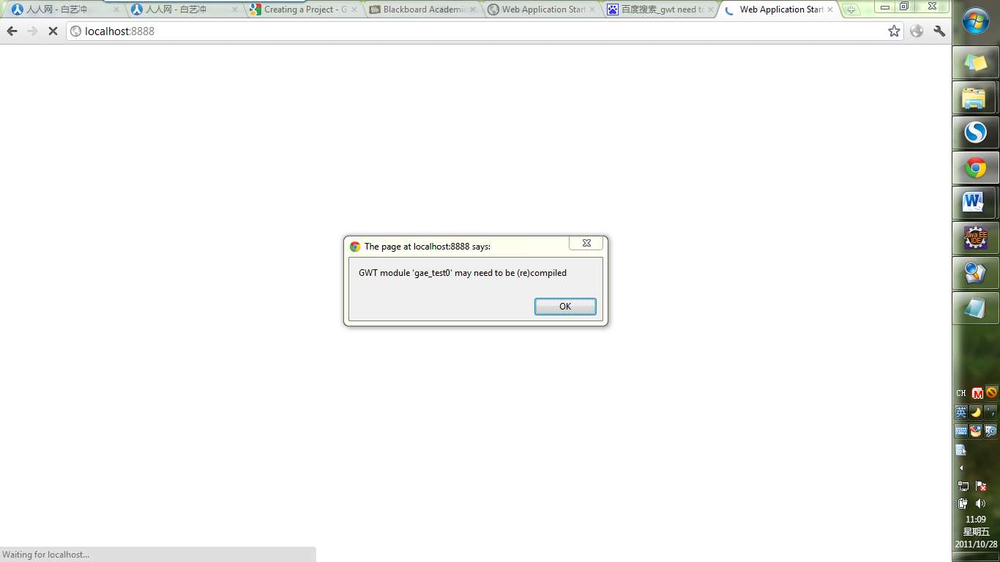 人人网 - 白艺冲
人人网 - 白艺冲
Creating a Project - G
Blackboard Academic
Web Application Start
百度搜索_gwt need to
Web Application Start
localhost:8888
The page at localhost:8888 says:
GWT module 'gae_test0' may need to be (re)compiled
OK
Waiting for localhost...
Java EE
IDE
CH
英
11:09
星期五
2011/10/28